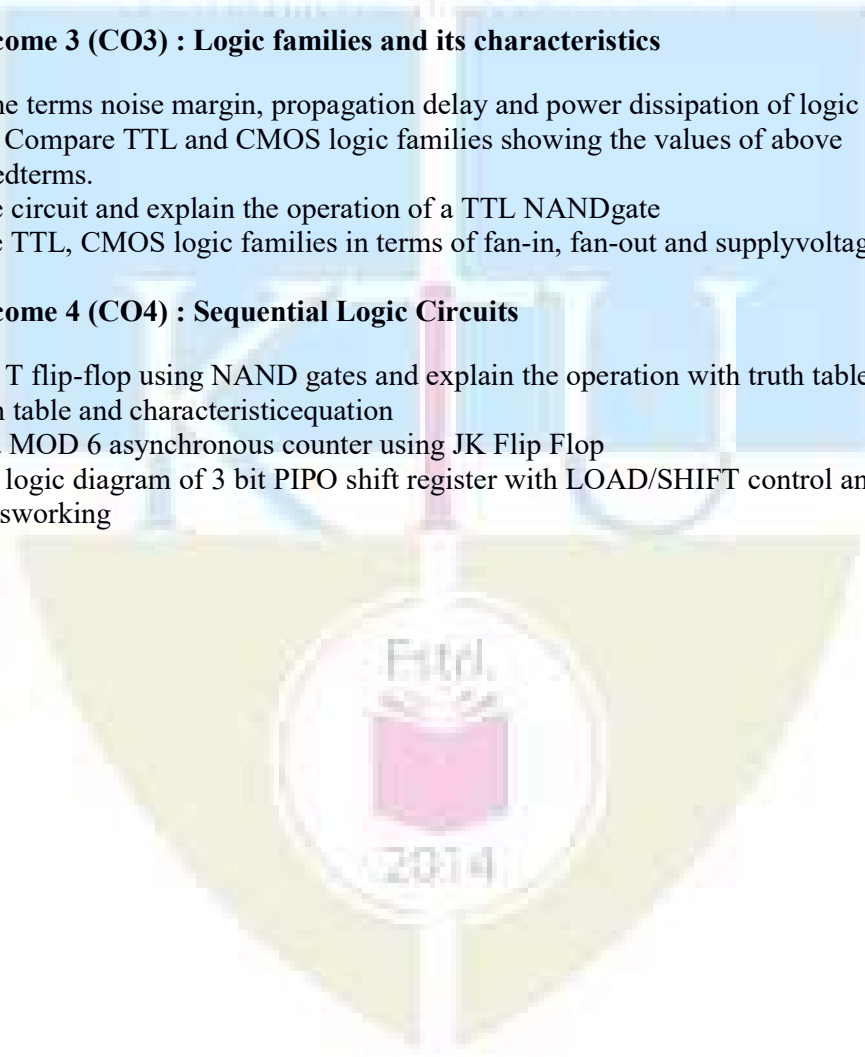 come 3 (CO3) : Logic families and its characteristics
ne terms noise margin, propagation delay and power dissipation of logic
Compare TTL and CMOS logic families showing the values of above
edterms.
e circuit and explain the operation of a TTL NANDgate
e TTL, CMOS logic families in terms of fan-in, fan-out and supplyvoltag
come 4 (CO4) : Sequential Logic Circuits
T flip-flop using NAND gates and explain the operation with truth table
n table and characteristicequation
MOD 6 asynchronous counter using JK Flip Flop
logic diagram of 3 bit PIPO shift register with LOAD/SHIFT control an
sworking
KTU
Estd.
2014